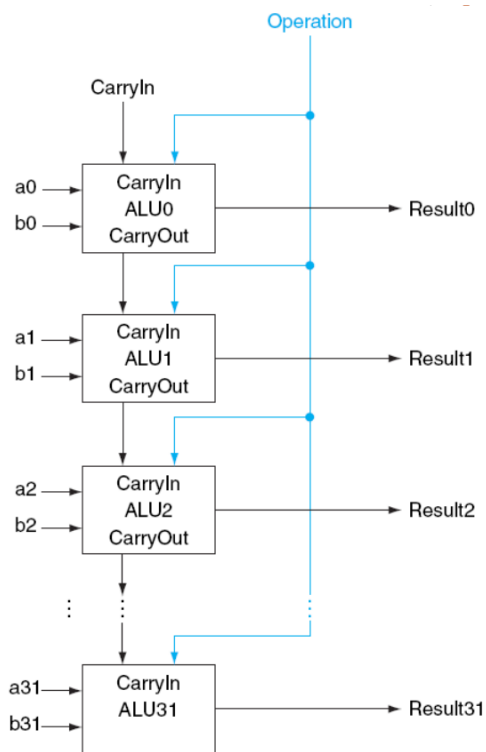 Operation
CarryIn
a0
b0
CarryIn
ALU0
CarryOut
Result0
a1
b1
CarryIn
ALU1
CarryOut
Result1
a2
b2
CarryIn
ALU2
CarryOut
Result2
a31
b31
CarryIn
ALU31
Result31